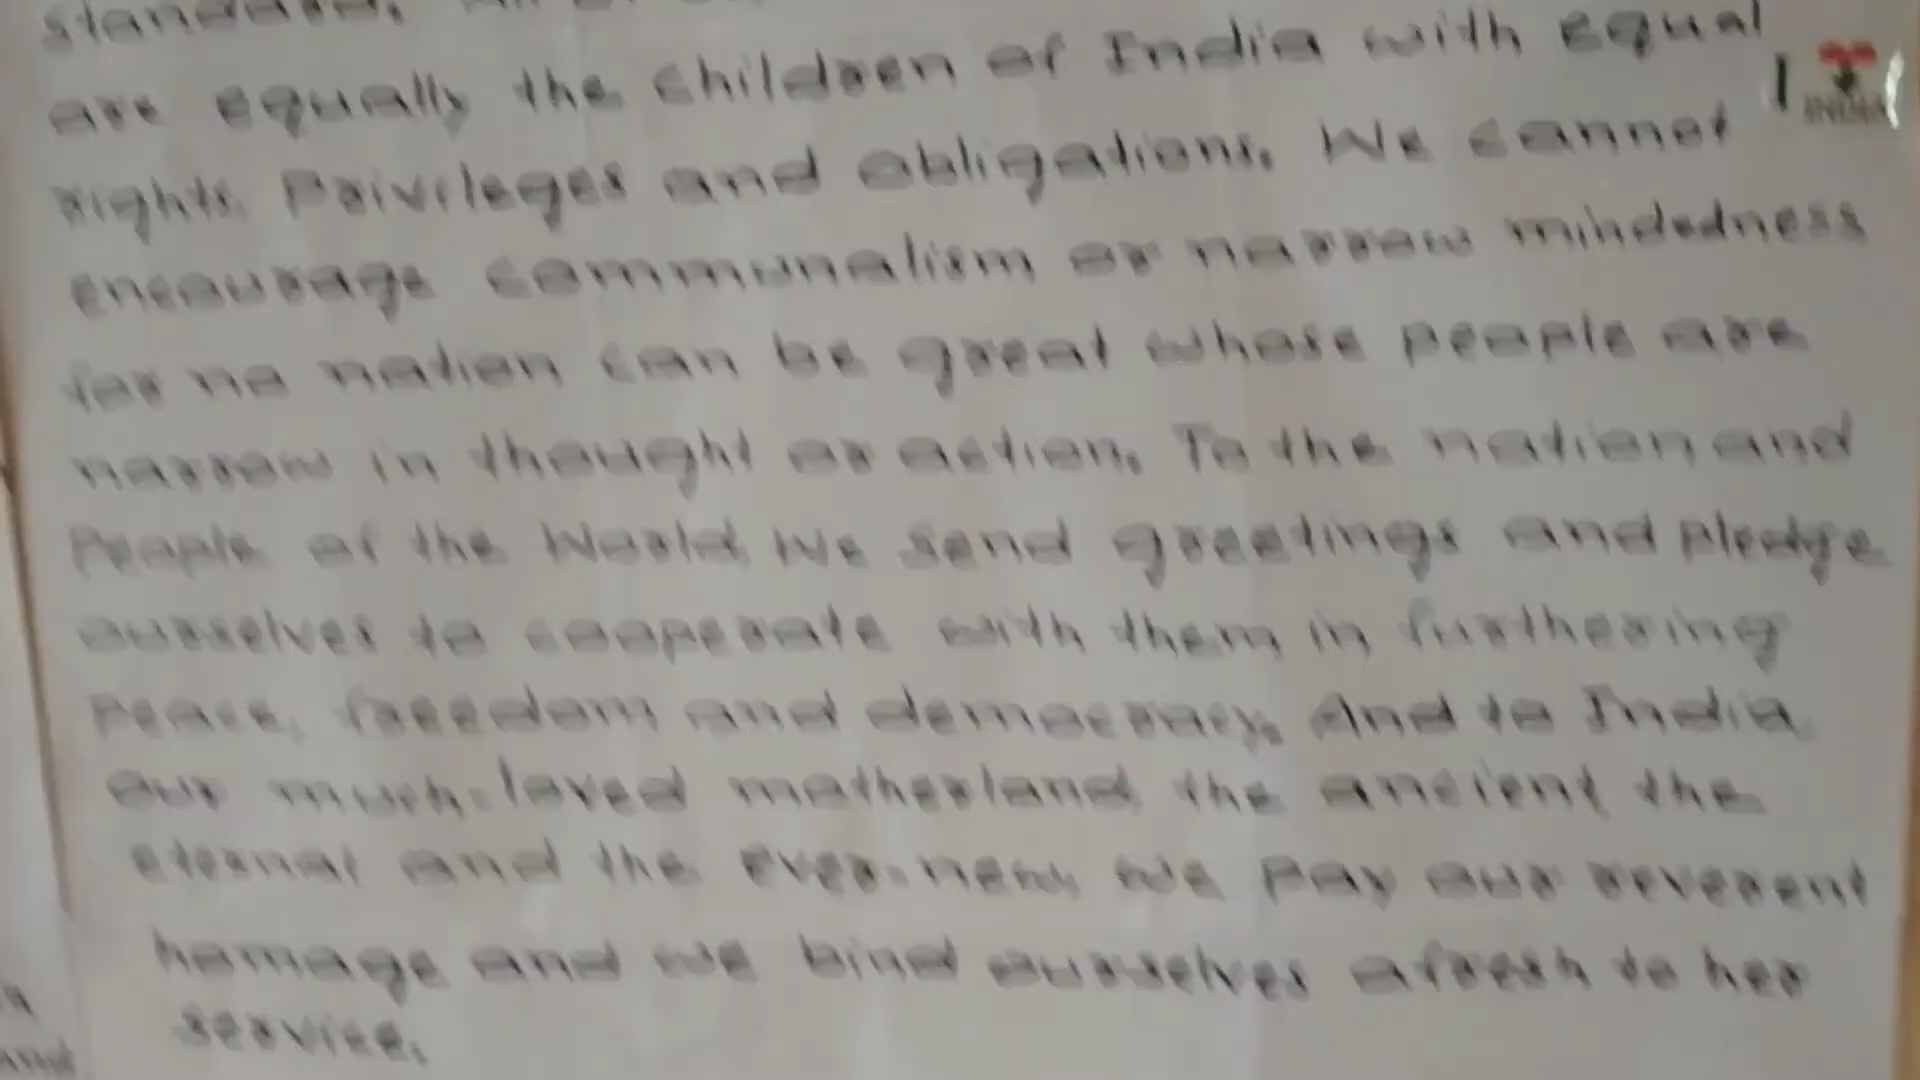 standard.
are equally the children of India with equal
rights, Privileges and obligations. We cannot
encourage communalism or narrow mindedness
for no nation can be great whose people are
narrow in thought or action. To the nation and
People of the World We send greetings and pledge
ourselves to cooperate with them in furthering
peace, freedom and democracy. And to India
our much-loved motherland the ancient the
eternal and the ever-new, we pay our reverent
homage and we bind ourselves afresh to her
service.
INDIA